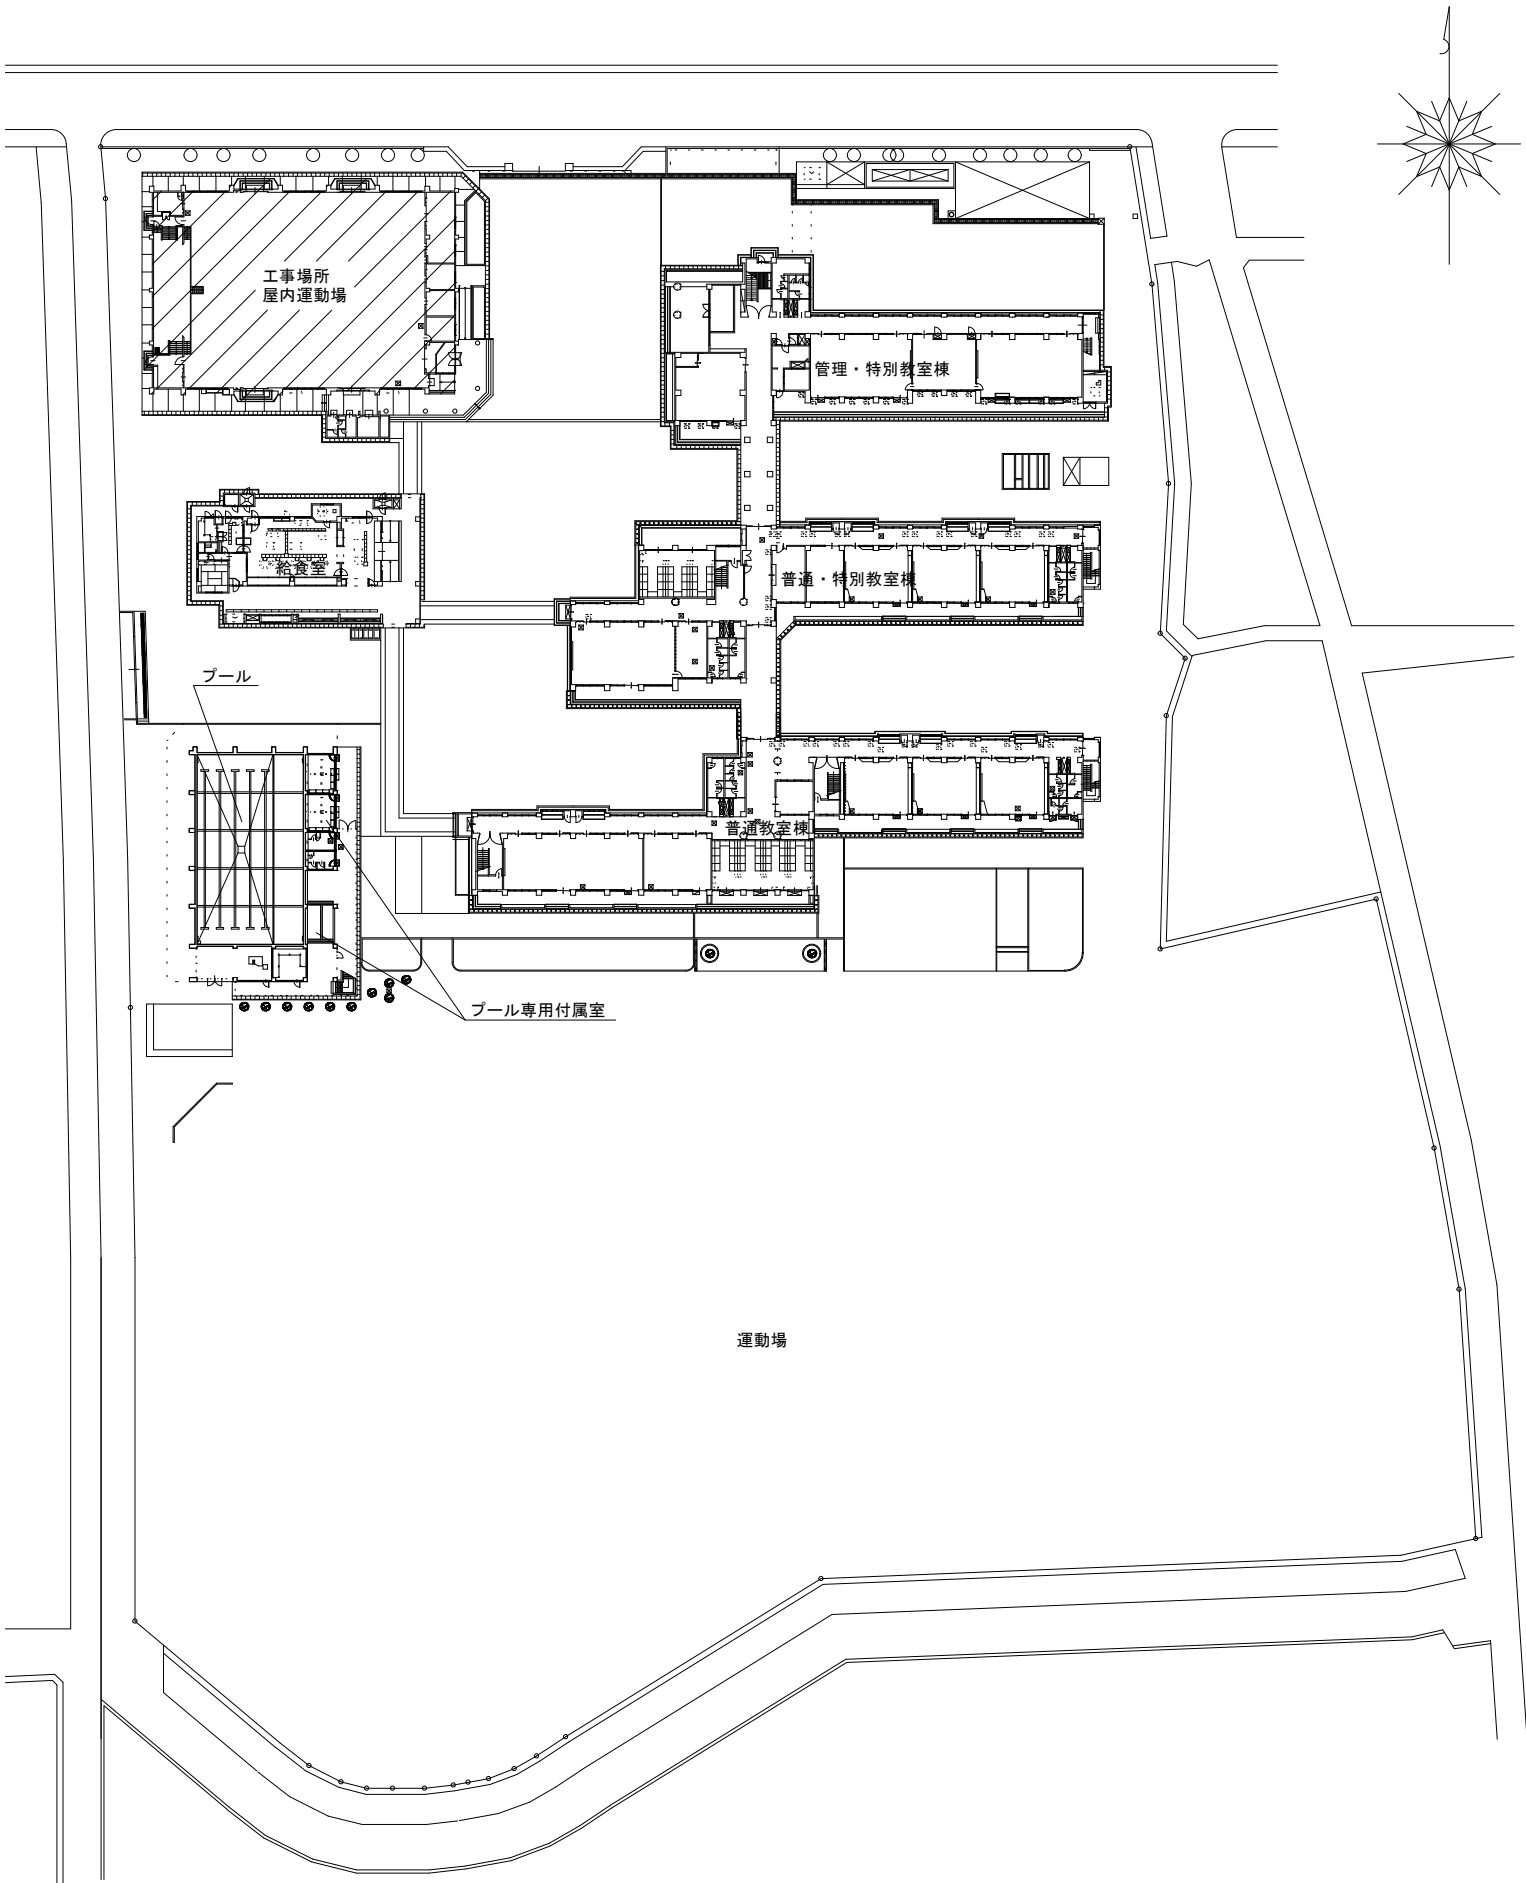 工事場所
屋内運動場
管理・特別教室棟
給食室
普通・特別教室棟
プール
普通教室棟
プール専用付属室
運動場